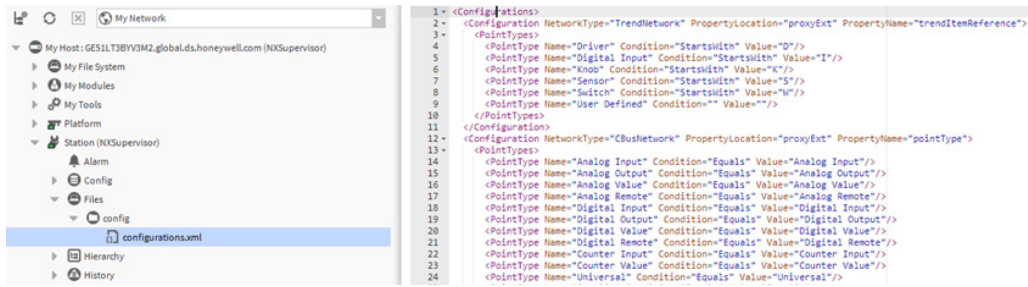 My Network
My Host: GE51LT3BYV3M2.global.ds.honeywell.com (NXSupervisor)
My File System
My Modules
My Tools
Platform
Station (NXSupervisor)
Alarm
Config
Files
config
configurations.xml
Hierarchy
History
1 <Configurations>
2 <Configuration NetworkType="TrendNetwork" PropertyLocation="proxyExt" PropertyName="trendItemReference">
3 <PointTypes>
4 <PointType Name="Driver" Condition="StartsWith" Value="D"/>
5 <PointType Name="Digital Input" Condition="StartsWith" Value="I"/>
6 <PointType Name="Knob" Condition="StartsWith" Value="K"/>
7 <PointType Name="Sensor" Condition="StartsWith" Value="S"/>
8 <PointType Name="Switch" Condition="StartsWith" Value="W"/>
9 <PointType Name="User Defined" Condition="" Value=""/>
10 </PointTypes>
11 </Configuration>
12 <Configuration NetworkType="CBusNetwork" PropertyLocation="proxyExt" PropertyName="pointType">
13 <PointTypes>
14 <PointType Name="Analog Input" Condition="Equals" Value="Analog Input"/>
15 <PointType Name="Analog Output" Condition="Equals" Value="Analog Output"/>
16 <PointType Name="Analog Value" Condition="Equals" Value="Analog Value"/>
17 <PointType Name="Analog Remote" Condition="Equals" Value="Analog Remote"/>
18 <PointType Name="Digital Input" Condition="Equals" Value="Digital Input"/>
19 <PointType Name="Digital Output" Condition="Equals" Value="Digital Output"/>
20 <PointType Name="Digital Value" Condition="Equals" Value="Digital Value"/>
21 <PointType Name="Digital Remote" Condition="Equals" Value="Digital Remote"/>
22 <PointType Name="Counter Input" Condition="Equals" Value="Counter Input"/>
23 <PointType Name="Counter Value" Condition="Equals" Value="Counter Value"/>
24 <PointType Name="Universal" Condition="Equals" Value="Universal"/>